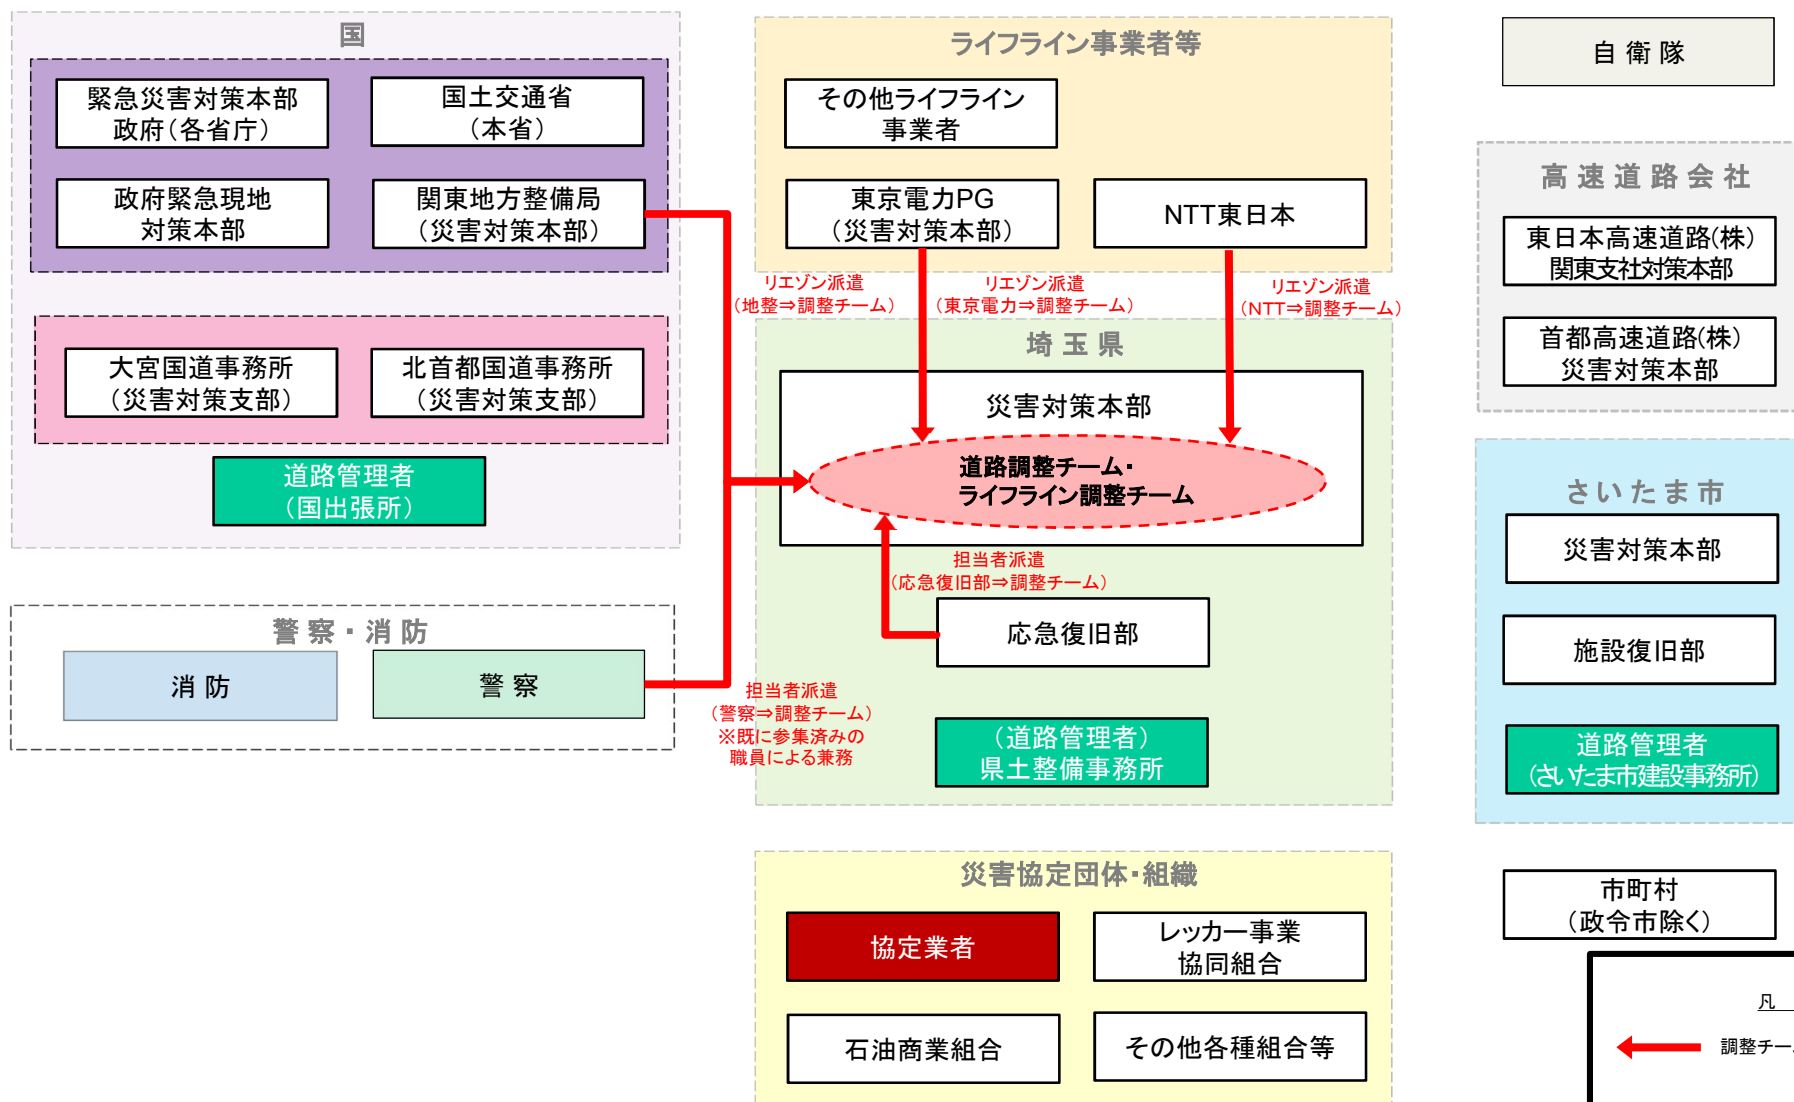 国
緊急災害対策本部
政府（各省庁）
国土交通省
（本省）
政府緊急現地
対策本部
関東地方整備局
（災害対策本部）
大宮国道事務所
（災害対策支部）
北首都国道事務所
（災害対策支部）
道路管理者
（国出張所）
警察・消防
消防
警察
ライフライン事業者等
その他ライフライン
事業者
東京電力PG
（災害対策本部）
NTT東日本
リエゾン派遣
（地整⇒調整チーム）
リエゾン派遣
（東京電力⇒調整チーム）
リエゾン派遣
（NTT⇒調整チーム）
埼玉県
災害対策本部
道路調整チーム・
ライフライン調整チーム
担当者派遣
（応急復旧部⇒調整チーム）
応急復旧部
担当者派遣
（警察⇒調整チーム）
※既に参集済みの
職員による兼務
（道路管理者）
県土整備事務所
災害協定団体・組織
協定業者
レッカー事業
協同組合
石油商業組合
その他各種組合等
自衛隊
高速道路会社
東日本高速道路(株)
関東支社対策本部
首都高速道路(株)
災害対策本部
さいたま市
災害対策本部
施設復旧部
道路管理者
（さいたま市建設事務所）
市町村
（政令市除く）
凡
調整チー